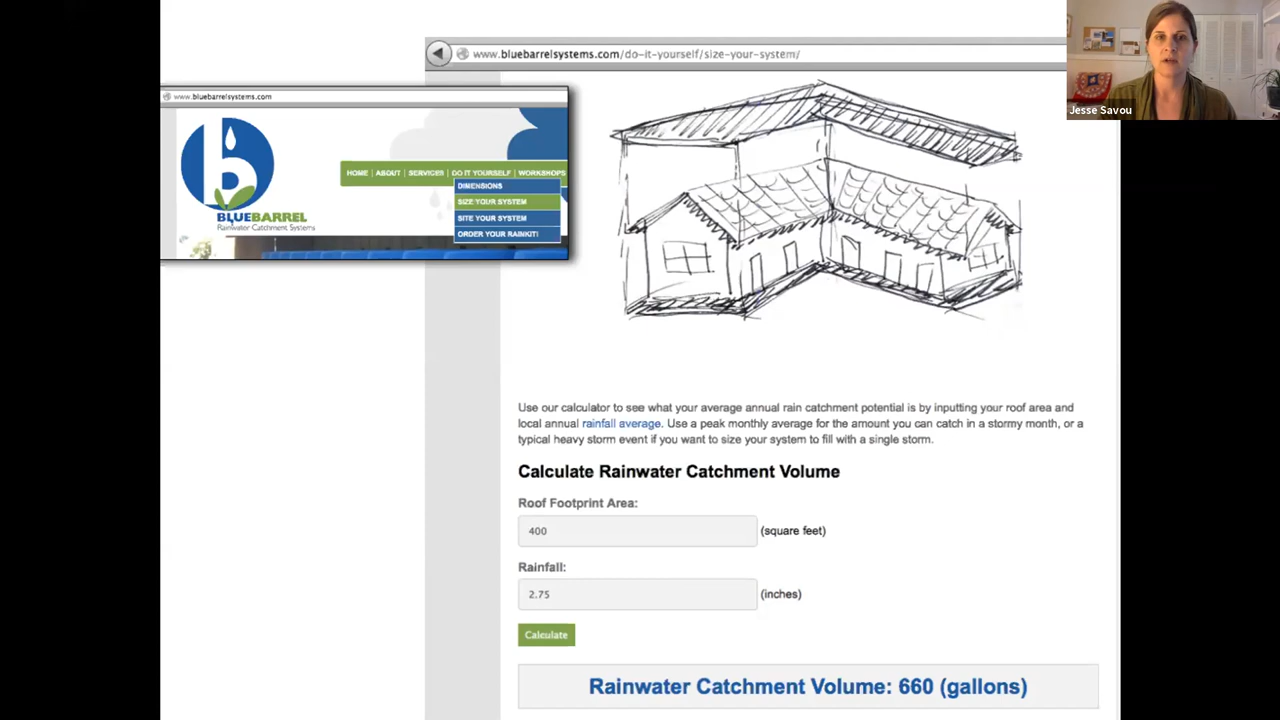 www.bluebarrelsystems.com/do-it-yourself/size-your-system/
Jesse Savou
www.bluebarrelsystems.com
HOME | ABOUT | SERVICES | DO IT YOURSELF | WORKSHOPS
DIMENSIONS
SIZE YOUR SYSTEM
SITE YOUR SYSTEM
ORDER YOUR RAINKIT!
b
BLUEBARREL
Rainwater Catchment Systems
Use our calculator to see what your average annual rain catchment potential is by inputting your roof area and
local annual rainfall average. Use a peak monthly average for the amount you can catch in a stormy month, or a
typical heavy storm event if you want to size your system to fill with a single storm.
Calculate Rainwater Catchment Volume
Roof Footprint Area:
400 (square feet)
Rainfall:
2.75 (inches)
Calculate
Rainwater Catchment Volume: 660 (gallons)